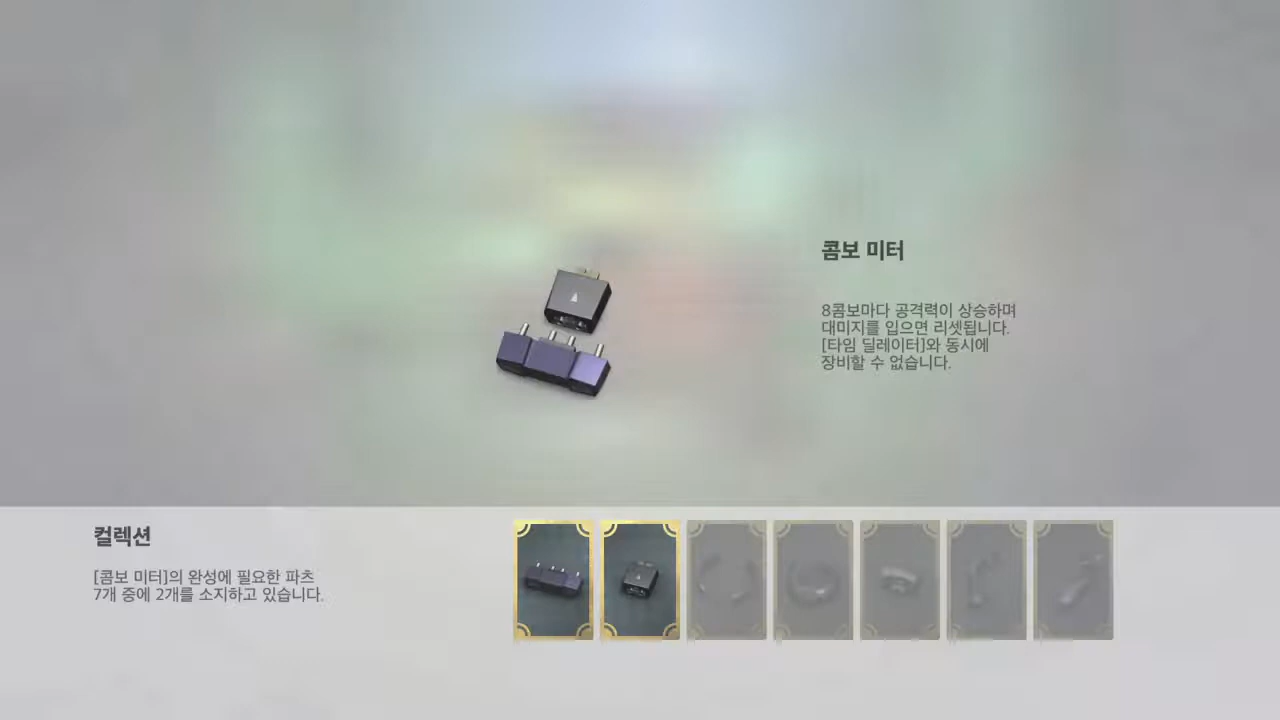 콤보 미터
8콤보마다 공격력이 상승하며
대미지를 입으면 리셋됩니다.
[타임 딜레이터]와 동시에
장비할 수 없습니다.
컬렉션
[콤보 미터]의 완성에 필요한 파츠
7개 중에 2개를 소지하고 있습니다.